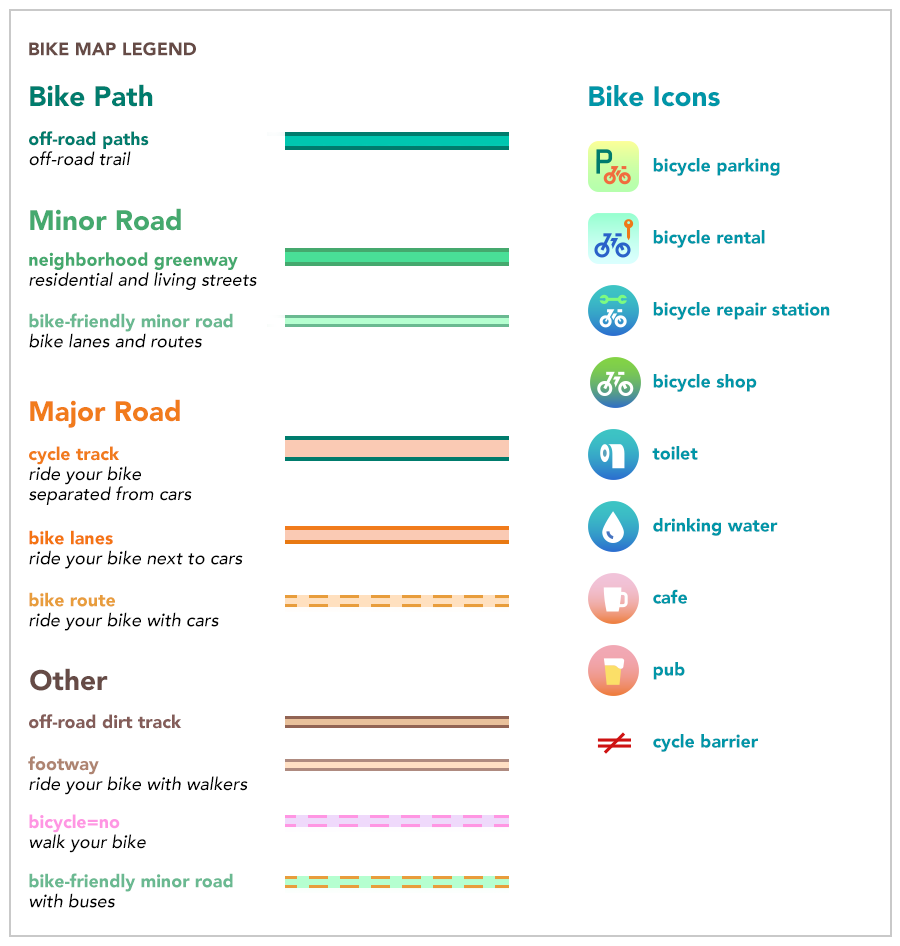 BIKE MAP LEGEND
Bike Path
off-road paths
off-road trail
Minor Road
neighborhood greenway
residential and living streets
bike-friendly minor road
bike lanes and routes
Major Road
cycle track
ride your bike
separated from cars
bike lanes
ride your bike next to cars
bike route
ride your bike with cars
Other
off-road dirt track
footway
ride your bike with walkers
bicycle=no
walk your bike
bike-friendly minor road
with buses
Bike Icons
P
bicycle parking
bicycle rental
bicycle repair station
bicycle shop
toilet
drinking water
cafe
pub
cycle barrier